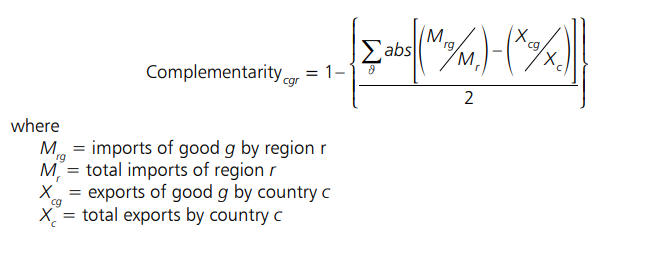 Complementarity_cgr = 1 – { ∑_∂ abs[(M_rg/M_r) – (X_cg/X_c)] / 2 }
where
M_rg = imports of good g by region r
M_r = total imports of region r
X_cg = exports of good g by country c
X_c = total exports by country c